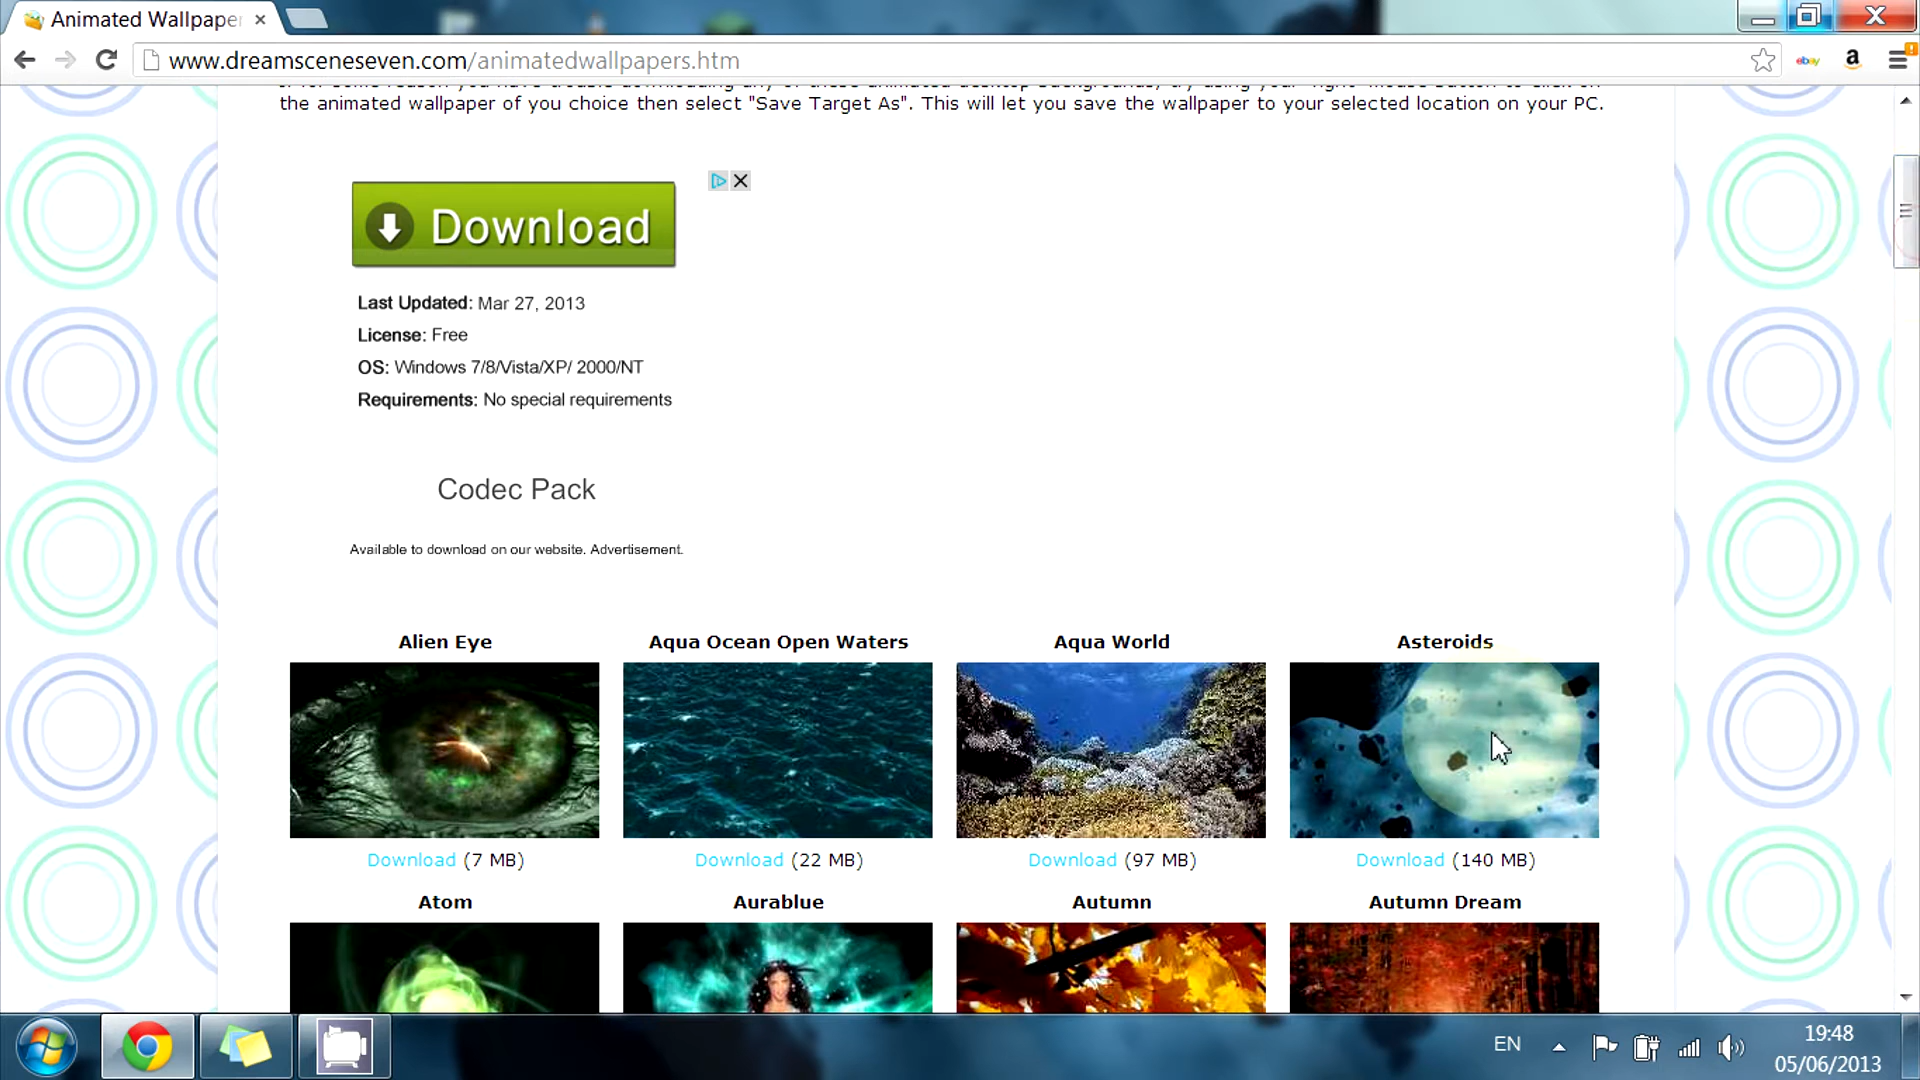 Animated Wallpaper
www.dreamsceneseven.com/animatedwallpapers.htm
ebay
a
the animated wallpaper of you choice then select "Save Target As". This will let you save the wallpaper to your selected location on your PC.
Download
Last Updated: Mar 27, 2013
License: Free
OS: Windows 7/8/Vista/XP/ 2000/NT
Requirements: No special requirements
Codec Pack
Available to download on our website. Advertisement.
Alien Eye Aqua Ocean Open Waters Aqua World Asteroids
Download (7 MB) Download (22 MB) Download (97 MB) Download (140 MB)
Atom Aurablue Autumn Autumn Dream
EN
19:48
05/06/2013